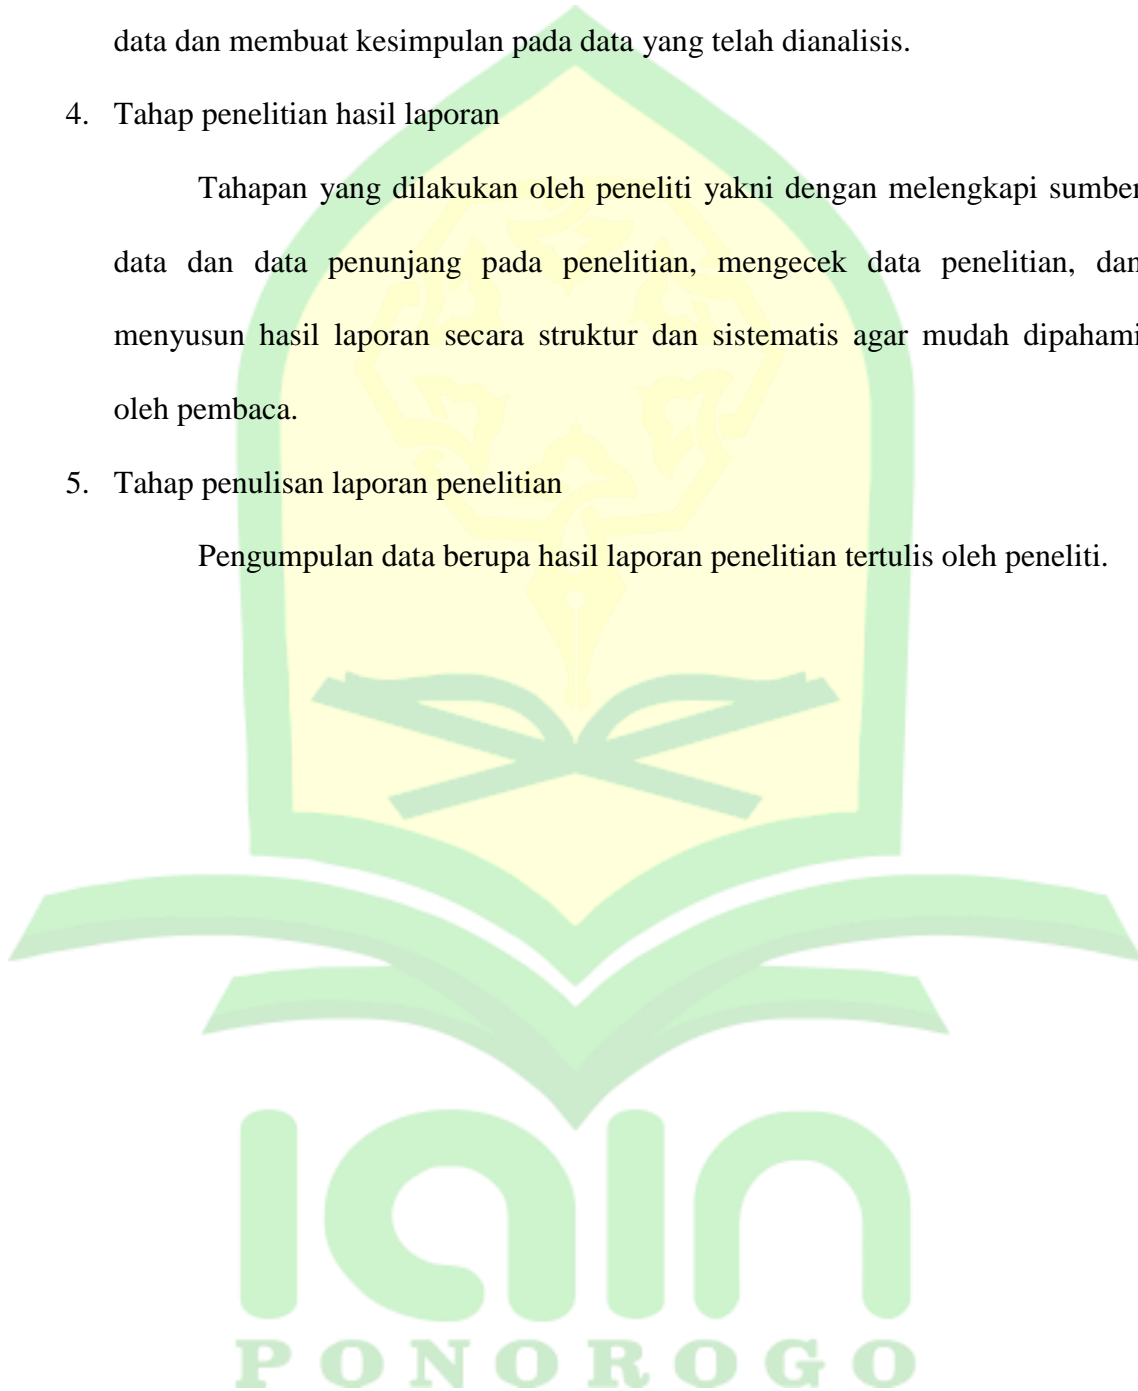 data dan membuat kesimpulan pada data yang telah dianalisis.
4. Tahap penelitian hasil laporan
Tahapan yang dilakukan oleh peneliti yakni dengan melengkapi sumber
data dan data penunjang pada penelitian, mengecek data penelitian, dan
menyusun hasil laporan secara struktur dan sistematis agar mudah dipahami
oleh pembaca.
5. Tahap penulisan laporan penelitian
Pengumpulan data berupa hasil laporan penelitian tertulis oleh peneliti.
iain
PONOROGO